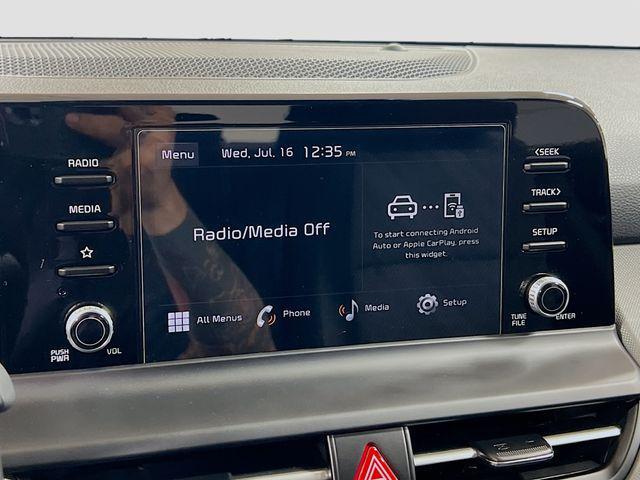 RADIO
MEDIA
PUSH
PWR
VOL
Menu
Wed, Jul. 16 12:35 PM
Radio/Media Off
To start connecting Android
Auto or Apple CarPlay, press
this widget.
All Menus
Phone
Media
Setup
<SEEK
TRACK>
SETUP
TUNE
FILE
ENTER